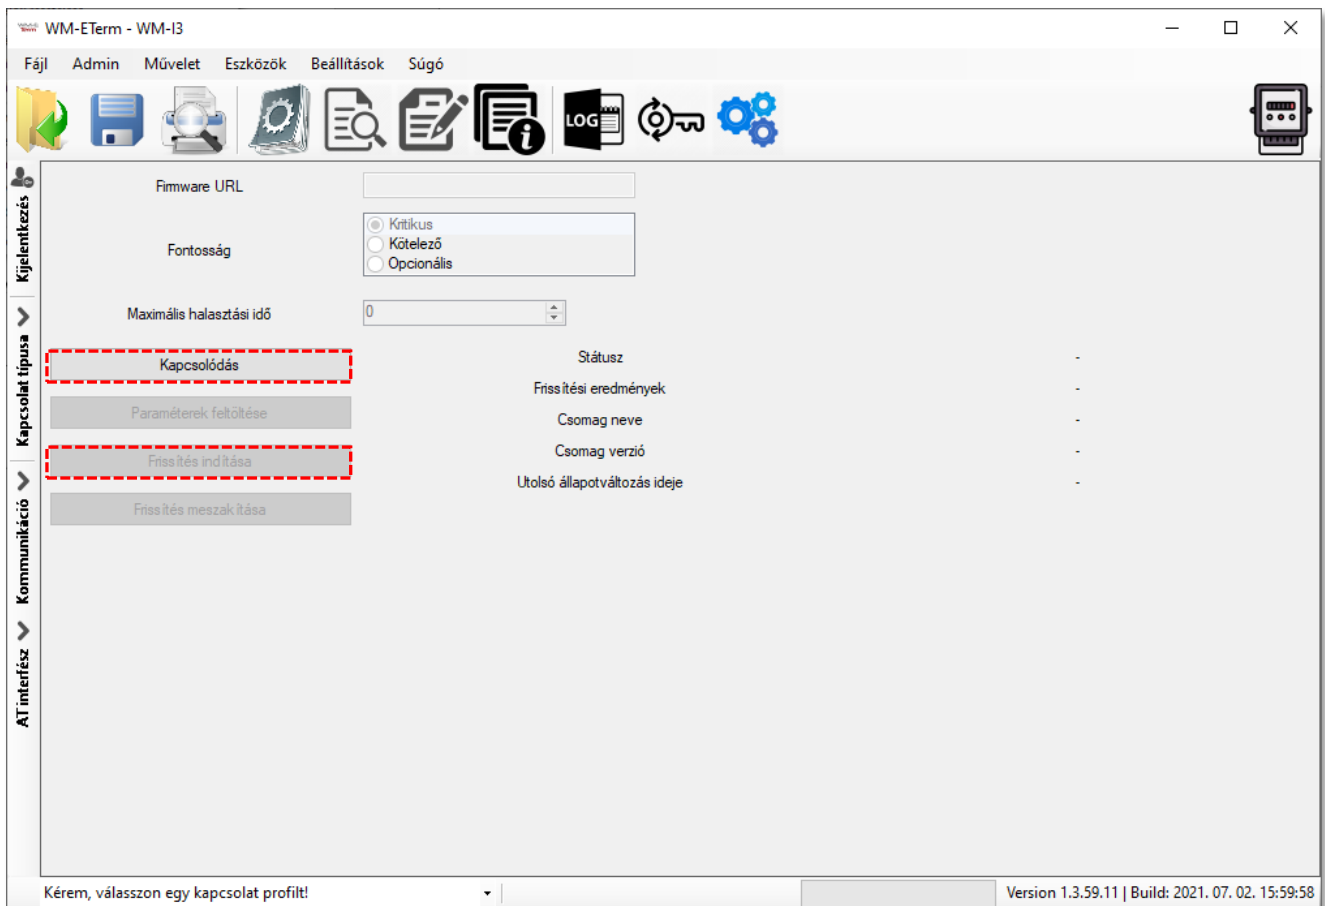 WM-ETerm - WM-I3
Fájl Admin Művelet Eszközök Beállítások Súgó
LOG
Kijelentkezés
Kapcsolat típusa
Kommunikáció
AT interfész
Firmware URL
Fontosság
Kritikus
Kötelező
Opcionális
Maximális halasztási idő
0
Kapcsolódás
Paraméterek feltöltése
Frissítés indítása
Frissítés meszakítása
Státusz -
Frissítési eredmények -
Csomag neve -
Csomag verzió -
Utolsó állapotváltozás ideje -
Kérem, válasszon egy kapcsolat profilt!
Version 1.3.59.11 | Build: 2021. 07. 02. 15:59:58